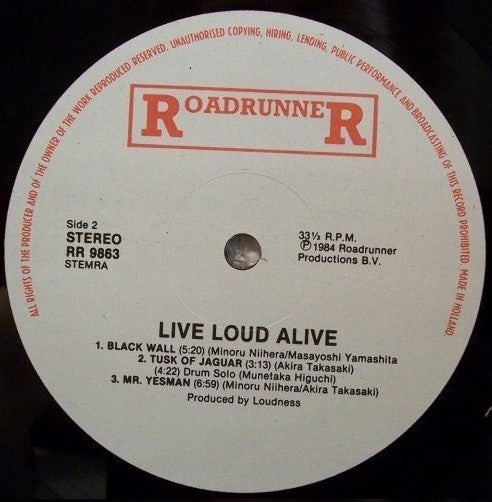 ALL RIGHTS OF THE PRODUCER AND OF THE OWNER OF THE WORK REPRODUCED RESERVED. UNAUTHORISED COPYING, HIRING, LENDING, PUBLIC PERFORMANCE AND BROADCASTING OF THIS RECORD PROHIBITED. MADE IN HOLLAND.
ROADRUNNER
Side 2
STEREO
RR 9863
STEMRA
33⅓ R.P.M.
℗ 1984 Roadrunner
Productions B.V.
LIVE LOUD ALIVE
1. BLACK WALL (5:20) (Minoru Niihera/Masayoshi Yamashita
2. TUSK OF JAGUAR (3:13) (Akira Takasaki)
(4:22) Drum Solo (Munetaka Higuchi)
3. MR. YESMAN (6:59) (Minoru Niihera/Akira Takasaki)
Produced by Loudness